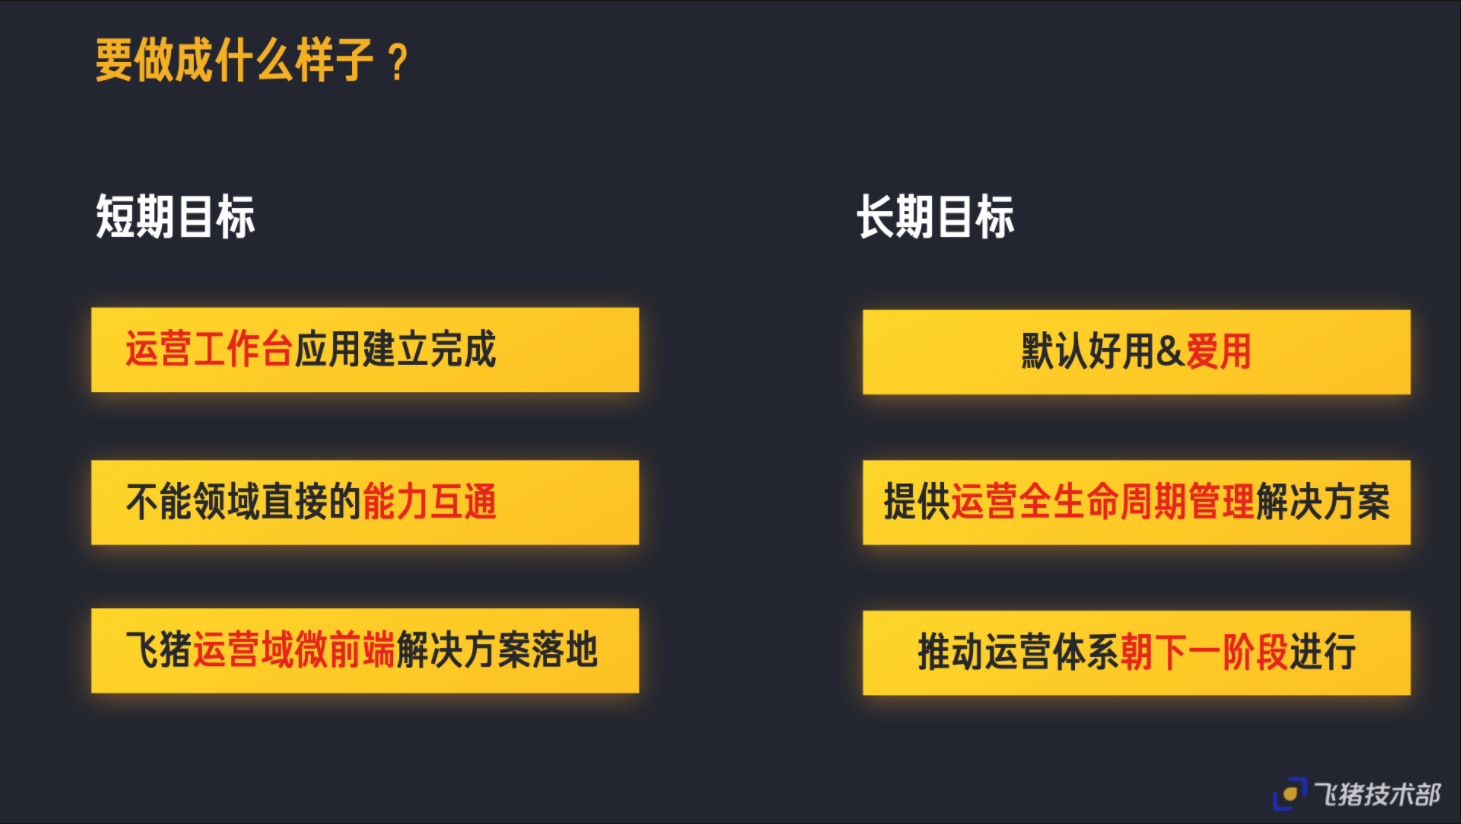 要做成什么样子？
短期目标
运营工作台应用建立完成
不能领域直接的能力互通
飞猪运营域微前端解决方案落地
长期目标
默认好用&爱用
提供运营全生命周期管理解决方案
推动运营体系朝下一阶段进行
飞猪技术部